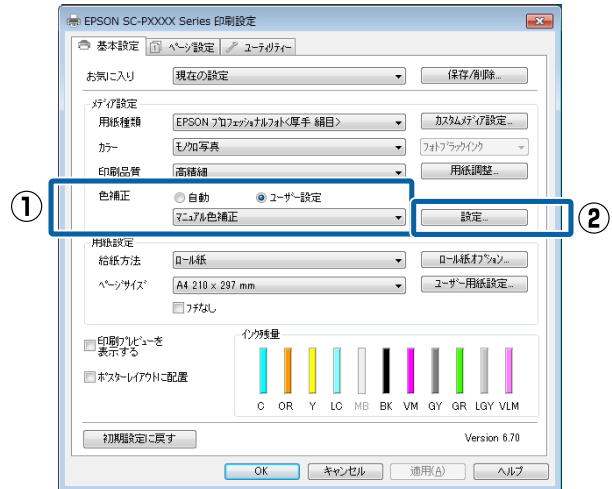 EPSON SC-PXXXX Series 印刷設定
基本設定 ページ設定 ユーティリティー
お気に入り 現在の設定 保存/削除...
メディア設定
用紙種類 EPSON プロフェッショナルフォト<厚手 絹目> カスタムメディア設定...
カラー モノクロ写真 フォトブラックインク
印刷品質 高精細 用紙調整...
① 色補正 自動 ユーザー設定
マニュアル色補正 設定... ②
用紙設定
給紙方法 ロール紙 ロール紙オプション...
ページサイズ A4 210 x 297 mm ユーザー用紙設定...
フチなし
印刷プレビューを
表示する
インク残量
ポスターレイアウトに配置
C OR Y LC MB BK VM GY GR LGY VLM
初期設定に戻す Version 6.70
OK キャンセル 適用(A) ヘルプ